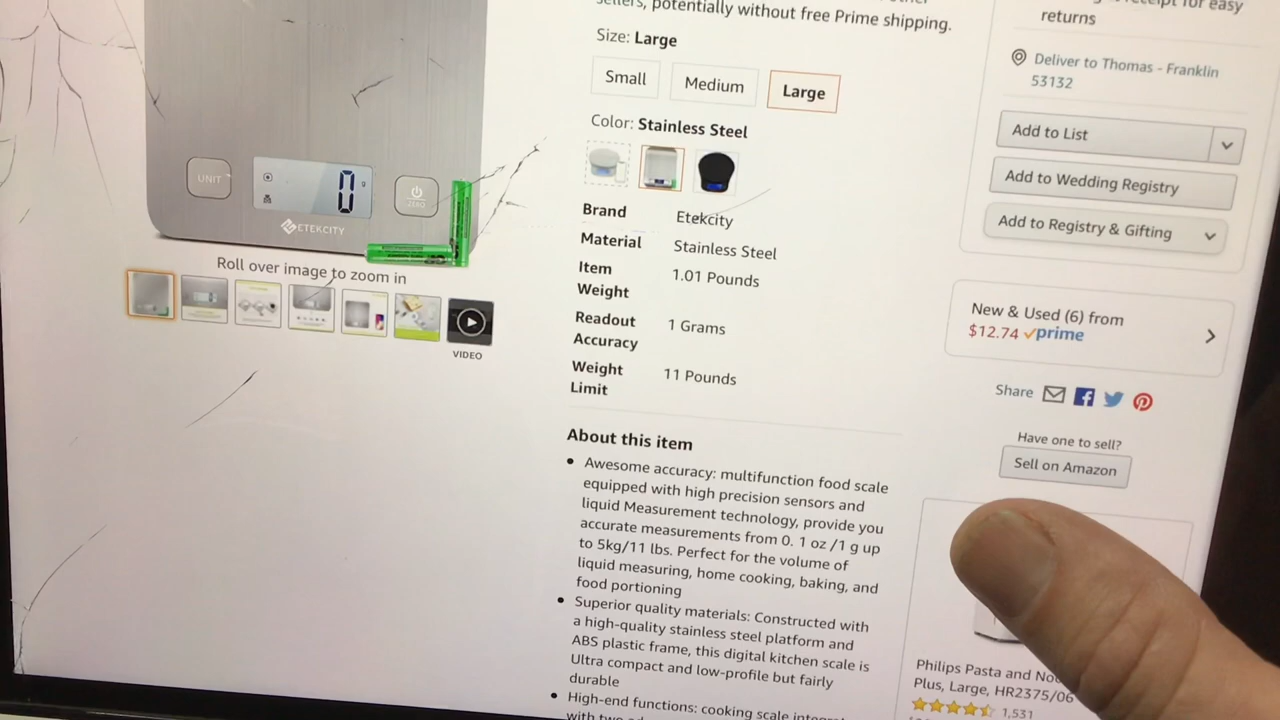 sellers, potentially without free Prime shipping.
Size: Large
Small
Medium
Large
Color: Stainless Steel
Brand Etekcity
Material Stainless Steel
Item Weight 1.01 Pounds
Readout Accuracy 1 Grams
Weight Limit 11 Pounds
About this item
• Awesome accuracy: multifunction food scale
equipped with high precision sensors and
liquid Measurement technology, provide you
accurate measurements from 0. 1 oz /1 g up
to 5kg/11 lbs. Perfect for the volume of
liquid measuring, home cooking, baking, and
food portioning
• Superior quality materials: Constructed with
a high-quality stainless steel platform and
ABS plastic frame, this digital kitchen scale is
Ultra compact and low-profile but fairly
durable
• High-end functions: cooking scale
with two
UNIT
0 g
ZERO
ETEKCITY
Roll over image to zoom in
VIDEO
receipt for easy
returns
Deliver to Thomas - Franklin
53132
Add to List
Add to Wedding Registry
Add to Registry & Gifting
New & Used (6) from
$12.74 prime
Share
Have one to sell?
Sell on Amazon
Philips Pasta and
Plus, Large, HR2375/06
1,531